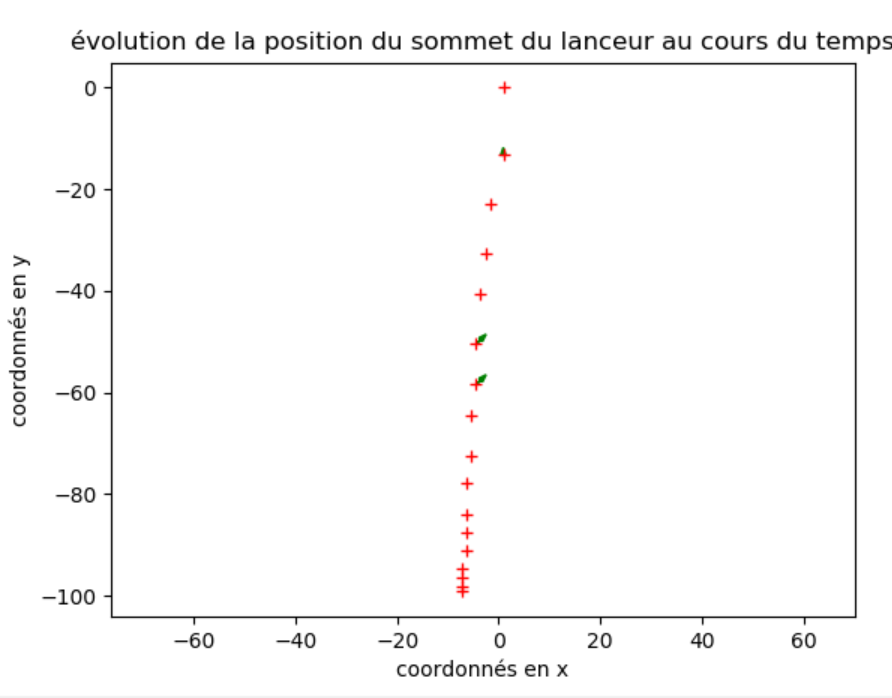 évolution de la position du sommet du lanceur au cours du temps
0
−20
−40
−60
−80
−100
coordonnés en y
−60 −40 −20 0 20 40 60
coordonnés en x